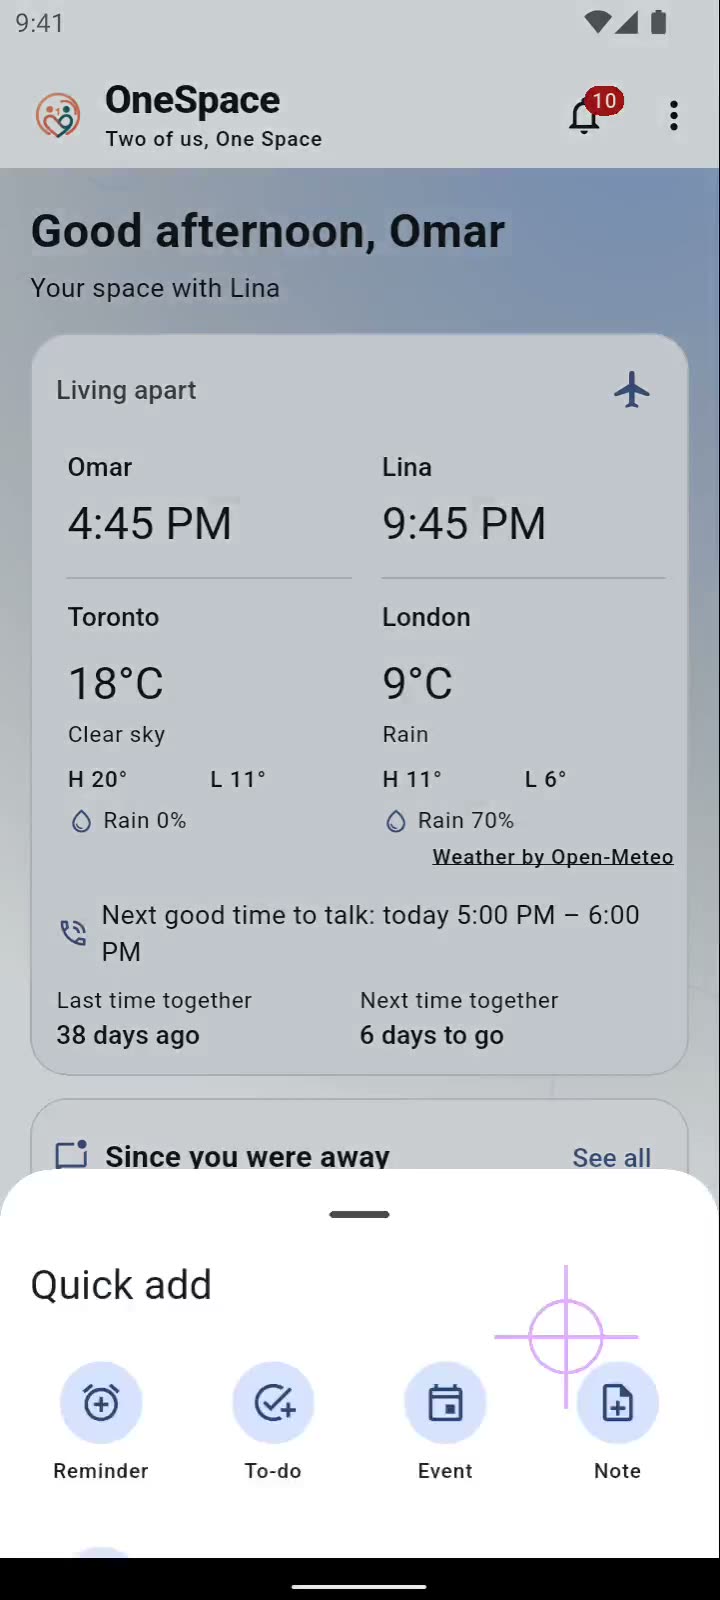 9:41
OneSpace
10
Two of us, One Space
Good afternoon, Omar
Your space with Lina
Living apart
Omar
Lina
4:45 PM
9:45 PM
Toronto
London
18°C
9°C
Clear sky
Rain
H 20°
L 11°
H 11°
L 6°
Rain 0%
Rain 70%
Weather by Open-Meteo
Next good time to talk: today 5:00 PM – 6:00
PM
Last time together
Next time together
38 days ago
6 days to go
Since you were away
See all
Quick add
Reminder
To-do
Event
Note